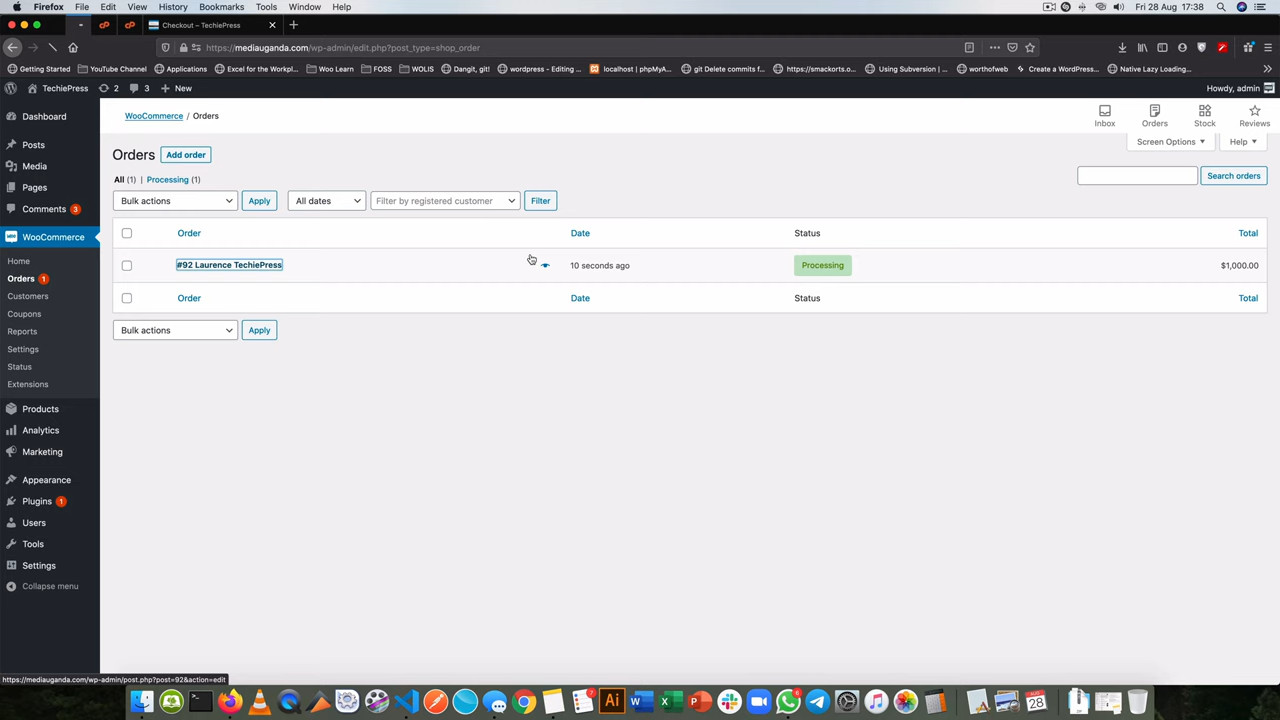 Firefox File Edit View History Bookmarks Tools Window Help Fri 28 Aug 17:38
Checkout – TechiePress
https://mediauganda.com/wp-admin/edit.php?post_type=shop_order
Getting Started YouTube Channel Applications Excel for the Workpl... Woo Learn FOSS WOLIS Dangit, git! wordpress - Editing ... localhost | phpMyA... git Delete commits f... https://smackorts.o... Using Subversion | ... worthofweb Create a WordPress... Native Lazy Loading...
TechiePress 2 3 New Howdy, admin
Dashboard
Posts
Media
Pages
Comments 3
WooCommerce
Home
Orders 1
Customers
Coupons
Reports
Settings
Status
Extensions
Products
Analytics
Marketing
Appearance
Plugins 1
Users
Tools
Settings
Collapse menu
WooCommerce / Orders
Inbox Orders Stock Reviews
Screen Options Help
Orders Add order
All (1) | Processing (1)
Search orders
Bulk actions Apply All dates Filter by registered customer Filter
Order Date Status Total
#92 Laurence TechiePress 10 seconds ago Processing $1,000.00
Order Date Status Total
Bulk actions Apply
https://mediauganda.com/wp-admin/post.php?post=92&action=edit